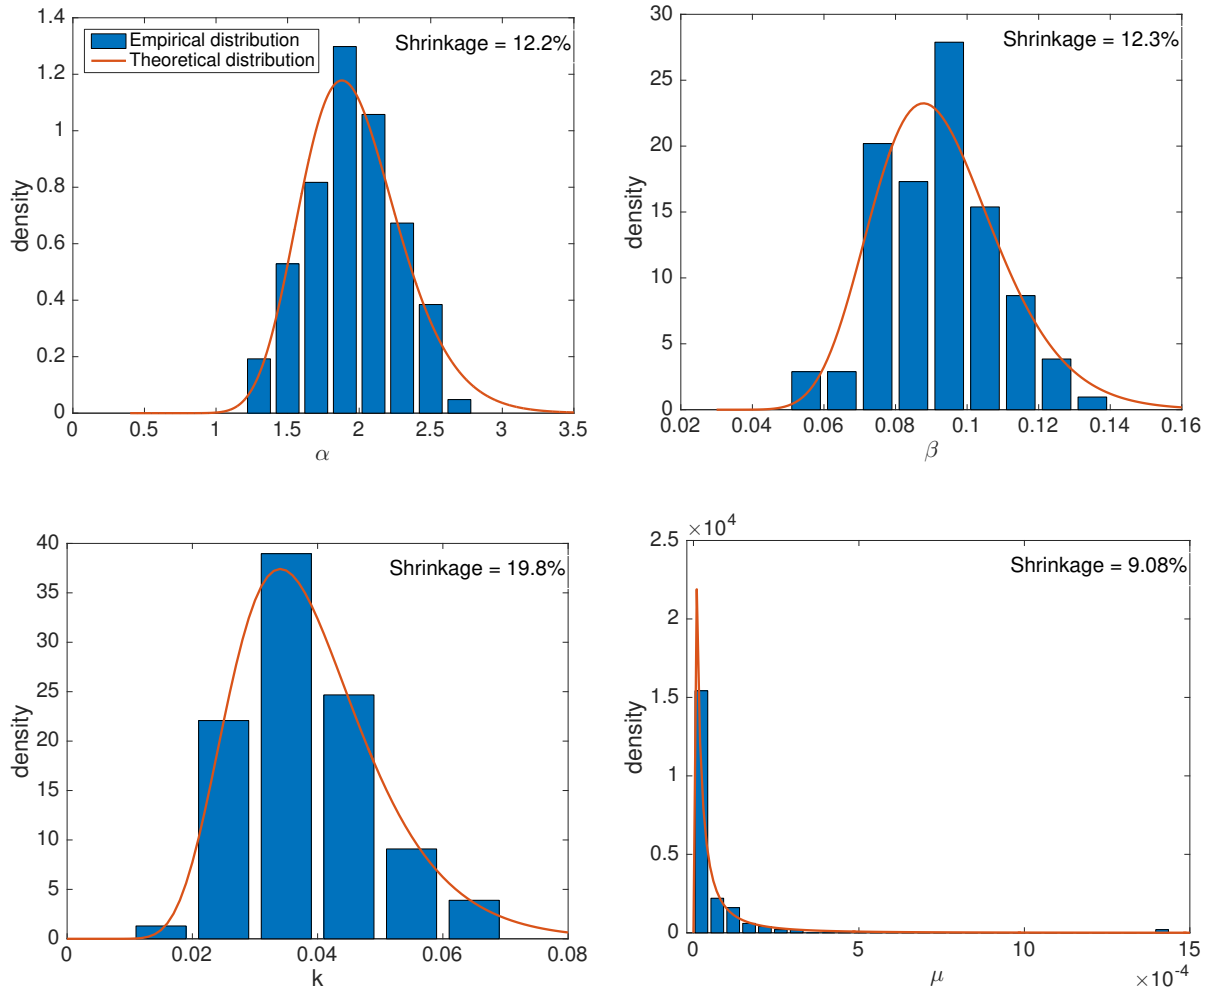 1.4
1.2
1
0.8
0.6
0.4
0.2
0
density
Empirical distribution
Theoretical distribution
Shrinkage = 12.2%
0 0.5 1 1.5 2 2.5 3 3.5
α
30
25
20
15
10
5
0
density
Shrinkage = 12.3%
0.02 0.04 0.06 0.08 0.1 0.12 0.14 0.16
β
40
35
30
25
20
15
10
5
0
density
Shrinkage = 19.8%
0 0.02 0.04 0.06 0.08
k
×10⁴
2.5
2
1.5
1
0.5
0
density
Shrinkage = 9.08%
0 5 10 15
μ
×10⁻⁴